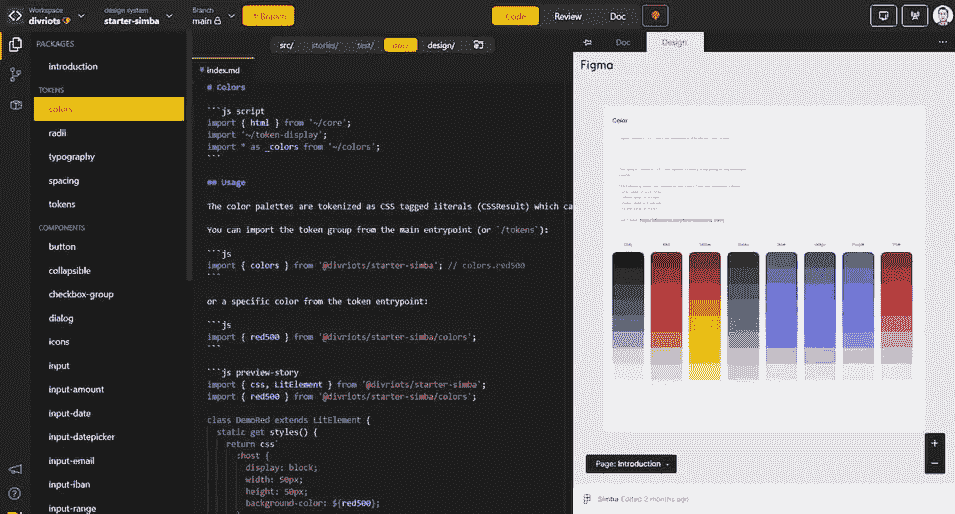 Workspace
divriots
design system
starter-simba
Branch
main
Branch
Code
Review
Doc
PACKAGES
introduction
TOKENS
colors
radii
typography
spacing
tokens
COMPONENTS
button
collapsible
checkbox-group
dialog
icons
input
input-amount
input-date
input-datepicker
input-email
input-iban
input-range
src/
stories/
test/
doc/
design/
index.md
# Colors
```js script
import { html } from '~/core';
import '~/token-display';
import * as _colors from '~/colors';
```
## Usage
The color palettes are tokenized as CSS tagged literals (CSSResult) which ca
You can import the token group from the main entrypoint (or `/tokens`):
```js
import { colors } from '@divriots/starter-simba'; // colors.red500
```
or a specific color from the token entrypoint:
```js
import { red500 } from '@divriots/starter-simba/colors';
```
```js preview-story
import { css, LitElement } from '@divriots/starter-simba';
import { red500 } from '@divriots/starter-simba/colors';
class DemoRed extends LitElement {
static get styles() {
return css`
:host {
display: block;
width: 50px;
height: 50px;
background-color: ${red500};
Doc
Design
Figma
Color
Page: Introduction
Simba Edited 2 months ago